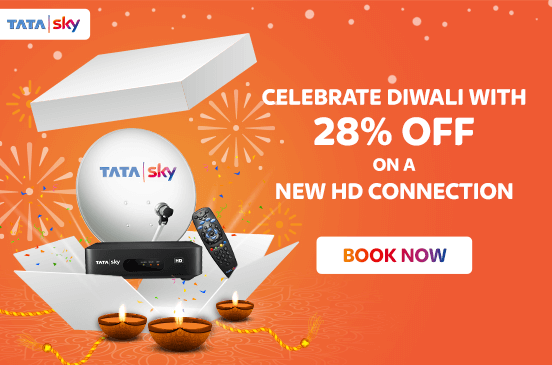 TATA sky
CELEBRATE DIWALI WITH
28% OFF
ON A
NEW HD CONNECTION
BOOK NOW
TATA sky
TATA sky HD